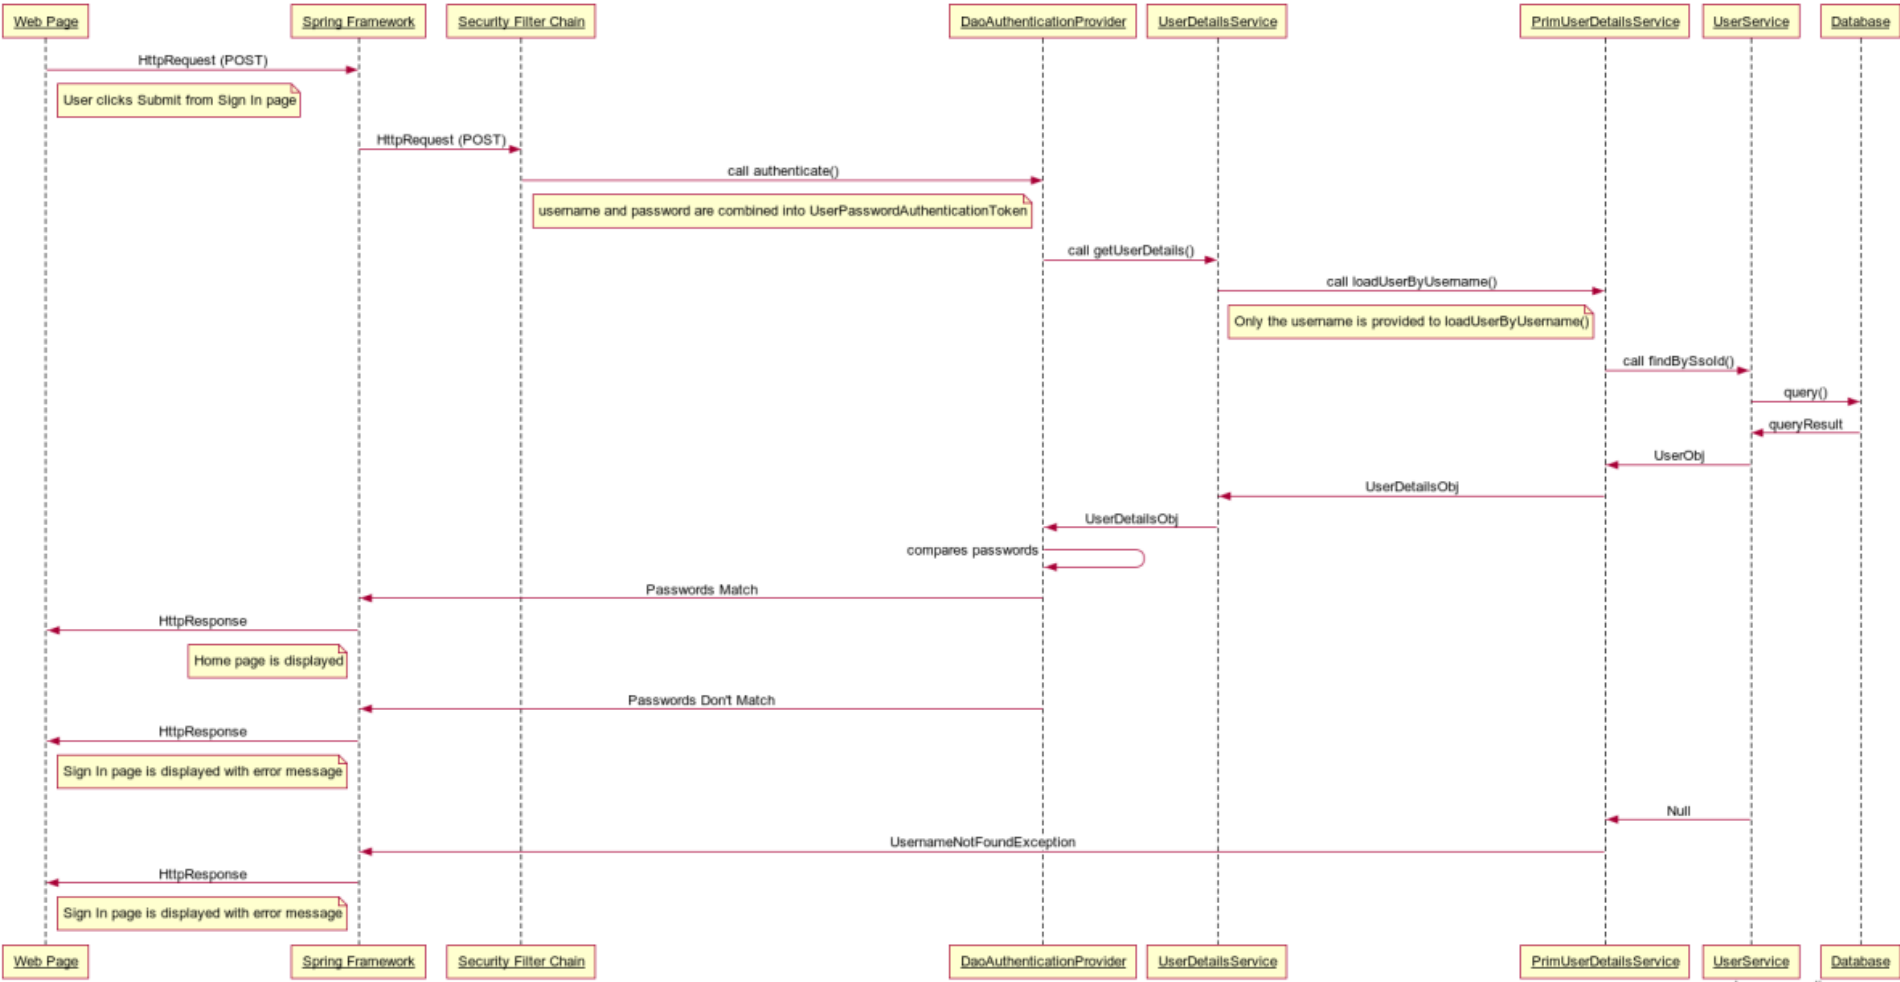 Web Page
Spring Framework
Security Filter Chain
DaoAuthenticationProvider
UserDetailsService
PrimUserDetailsService
UserService
Database
HttpRequest (POST)
User clicks Submit from Sign In page
HttpRequest (POST)
call authenticate()
username and password are combined into UserPasswordAuthenticationToken
call getUserDetails()
call loadUserByUsername()
Only the username is provided to loadUserByUsername()
call findBySsoId()
query()
queryResult
UserObj
UserDetailsObj
UserDetailsObj
compares passwords
Passwords Match
HttpResponse
Home page is displayed
Passwords Don't Match
HttpResponse
Sign In page is displayed with error message
Null
UsernameNotFoundException
HttpResponse
Sign In page is displayed with error message
Web Page
Spring Framework
Security Filter Chain
DaoAuthenticationProvider
UserDetailsService
PrimUserDetailsService
UserService
Database